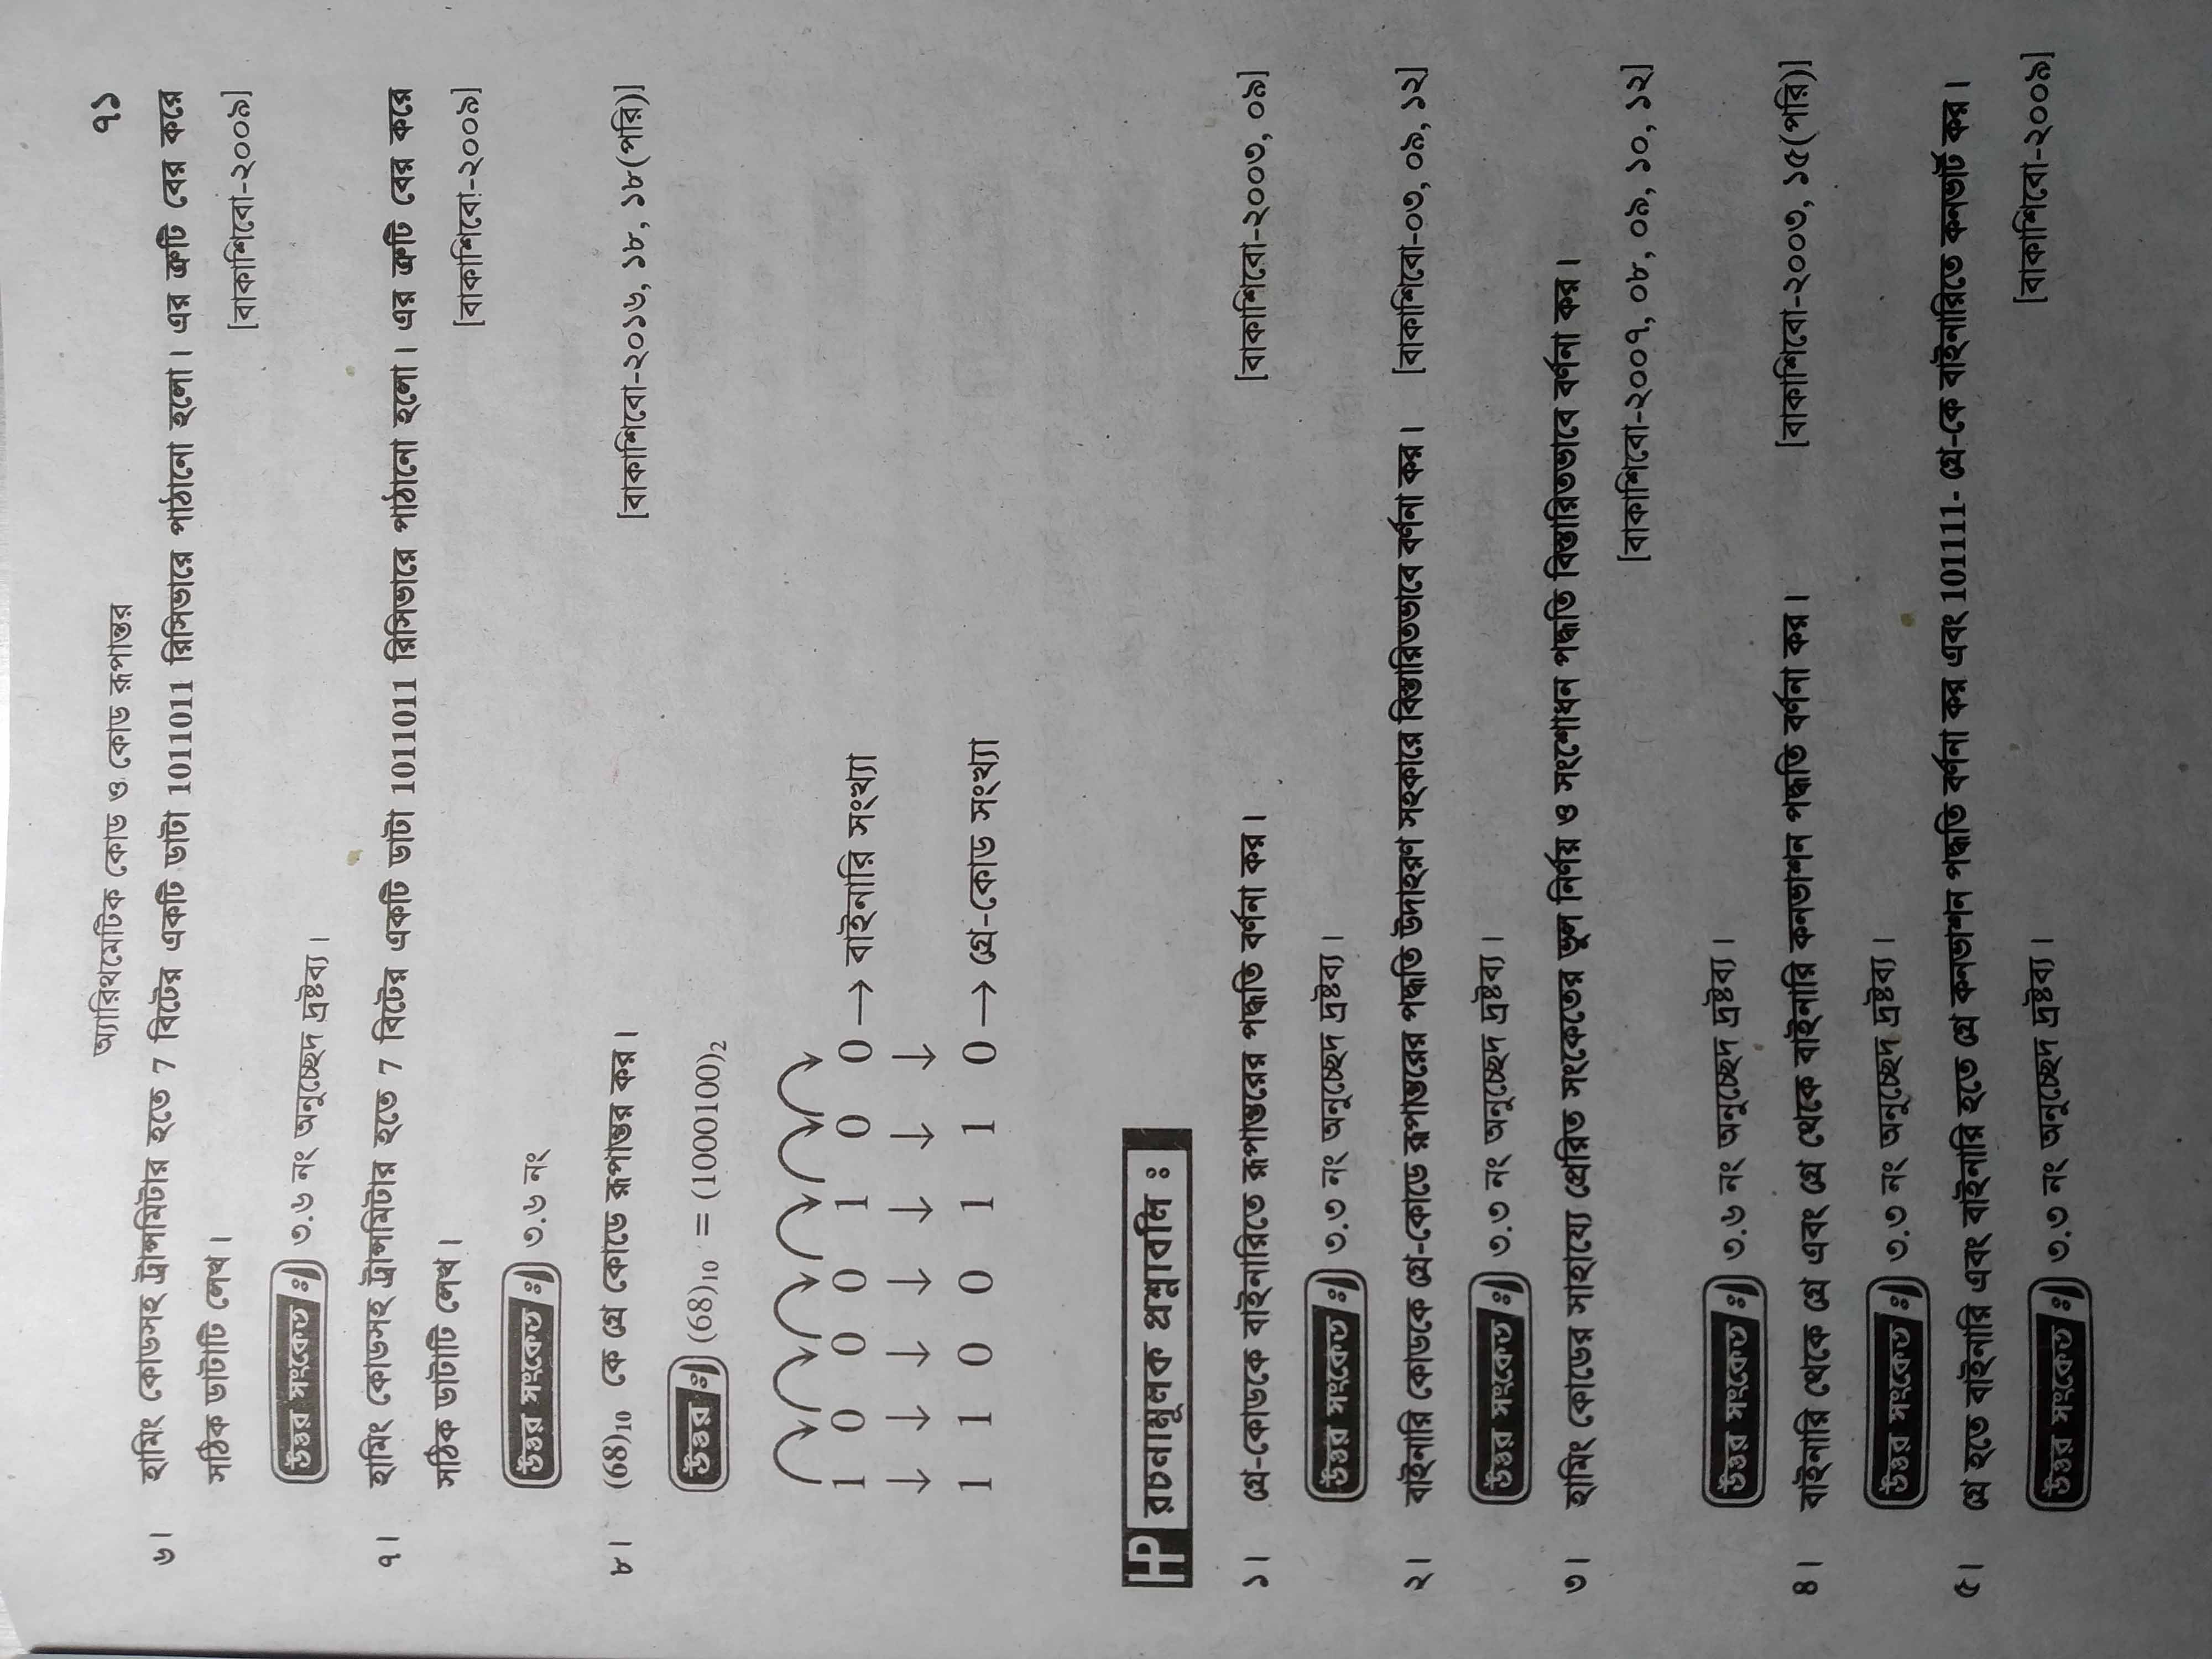 অ্যারিথমেটিক কোড ও কোড রূপান্তর ৭১
৬। হামিং কোডসহ ট্রান্সমিটার হতে 7 বিটের একটি ডাটা 1011011 রিসিভারে পাঠানো হলো। এর ত্রুটি বের করে
সঠিক ডাটাটি লেখ।
[বাকাশিবো-২০০৯]
উত্তর সংকেত ঃ ৩.৬ নং অনুচ্ছেদ দ্রষ্টব্য।
৭। হামিং কোডসহ ট্রান্সমিটার হতে 7 বিটের একটি ডাটা 1011011 রিসিভারে পাঠানো হলো। এর ত্রুটি বের করে
সঠিক ডাটাটি লেখ।
[বাকাশিবো-২০০৯]
উত্তর সংকেত ঃ ৩.৬ নং
৮। (68)₁₀ কে গ্রে কোডে রূপান্তর কর। [বাকাশিবো-২০১৬, ১৮, ১৮(পরি)]
উত্তর ঃ (68)₁₀ = (1000100)₂
1 0 0 0 1 0 0 → বাইনারি সংখ্যা
↓ ↓ ↓ ↓ ↓ ↓ ↓
1 1 0 0 1 1 0 → গ্রে-কোড সংখ্যা
HP রচনামূলক প্রশ্নাবলি ঃ
১। গ্রে-কোডকে বাইনারিতে রূপান্তরের পদ্ধতি বর্ণনা কর। [বাকাশিবো-২০০৩, ০৯]
উত্তর সংকেত ঃ ৩.৩ নং অনুচ্ছেদ দ্রষ্টব্য।
২। বাইনারি কোডকে গ্রে-কোডে রূপান্তরের পদ্ধতি উদাহরণ সহকারে বিস্তারিতভাবে বর্ণনা কর। [বাকাশিবো-০৩, ০৯, ১২]
উত্তর সংকেত ঃ ৩.৩ নং অনুচ্ছেদ দ্রষ্টব্য।
৩। হামিং কোডের সাহায্যে প্রেরিত সংকেতের ভুল নির্ণয় ও সংশোধন পদ্ধতি বিস্তারিতভাবে বর্ণনা কর।
[বাকাশিবো-২০০৭, ০৮, ০৯, ১০, ১২]
উত্তর সংকেত ঃ ৩.৬ নং অনুচ্ছেদ দ্রষ্টব্য।
৪। বাইনারি থেকে গ্রে এবং গ্রে থেকে বাইনারি কনভাশন পদ্ধতি বর্ণনা কর। [বাকাশিবো-২০০৩, ১৫(পরি)]
উত্তর সংকেত ঃ ৩.৩ নং অনুচ্ছেদ দ্রষ্টব্য।
৫। গ্রে হতে বাইনারি এবং বাইনারি হতে গ্রে কনভাশন পদ্ধতি বর্ণনা কর এবং 101111- গ্রে-কে বাইনারিতে কনভার্ট কর।
[বাকাশিবো-২০০৯]
উত্তর সংকেত ঃ ৩.৩ নং অনুচ্ছেদ দ্রষ্টব্য।